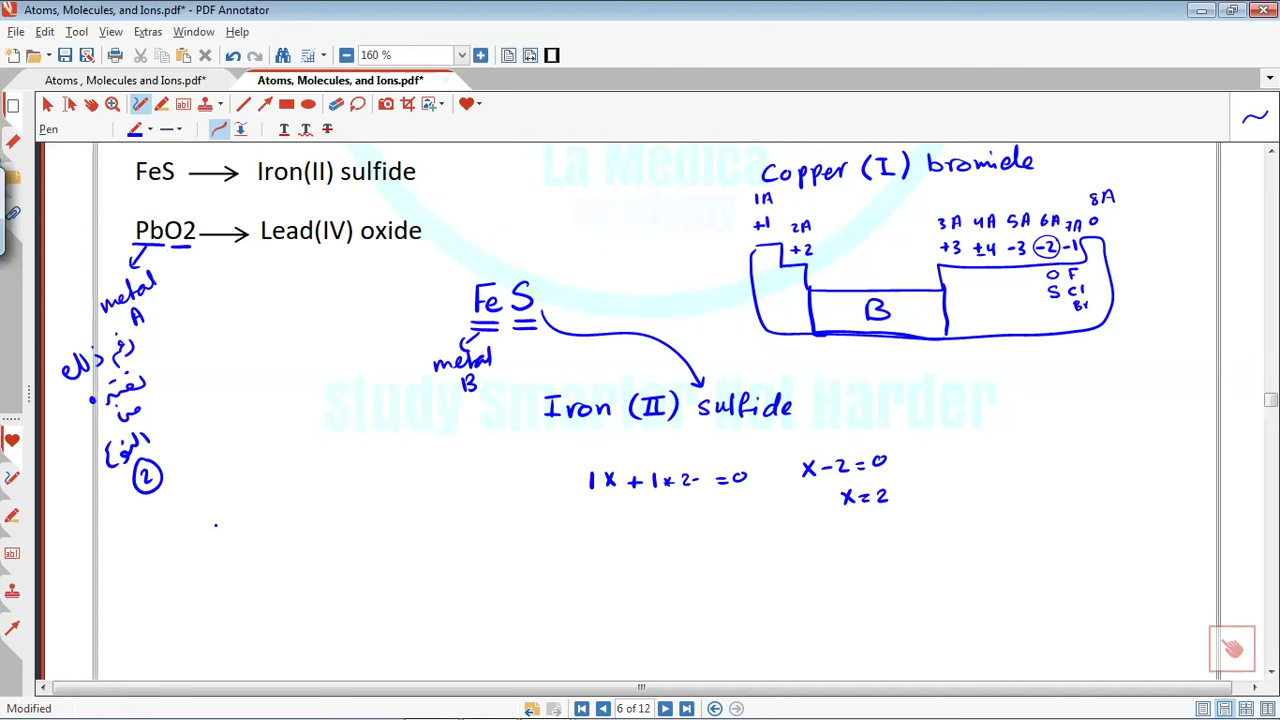 Atoms, Molecules, and Ions.pdf* - PDF Annotator
File Edit Tool View Extras Window Help
160 %
Atoms , Molecules and Ions.pdf* Atoms, Molecules, and Ions.pdf*
Pen
FeS → Iron(II) sulfide
PbO2 → Lead(IV) oxide
La Medica
Academy
study Smarter Not Harder
Copper (I) bromide
1A 8A
+1 2A 3A 4A 5A 6A 7A 0
+2 +3 ±4 -3 -2 -1
O F
S Cl
Br
B
metal
A
رقم
من
2
Fe S
metal
B
Iron (II) sulfide
1x + 1*2- =0 x-2=0
x=2
Modified 6 of 12